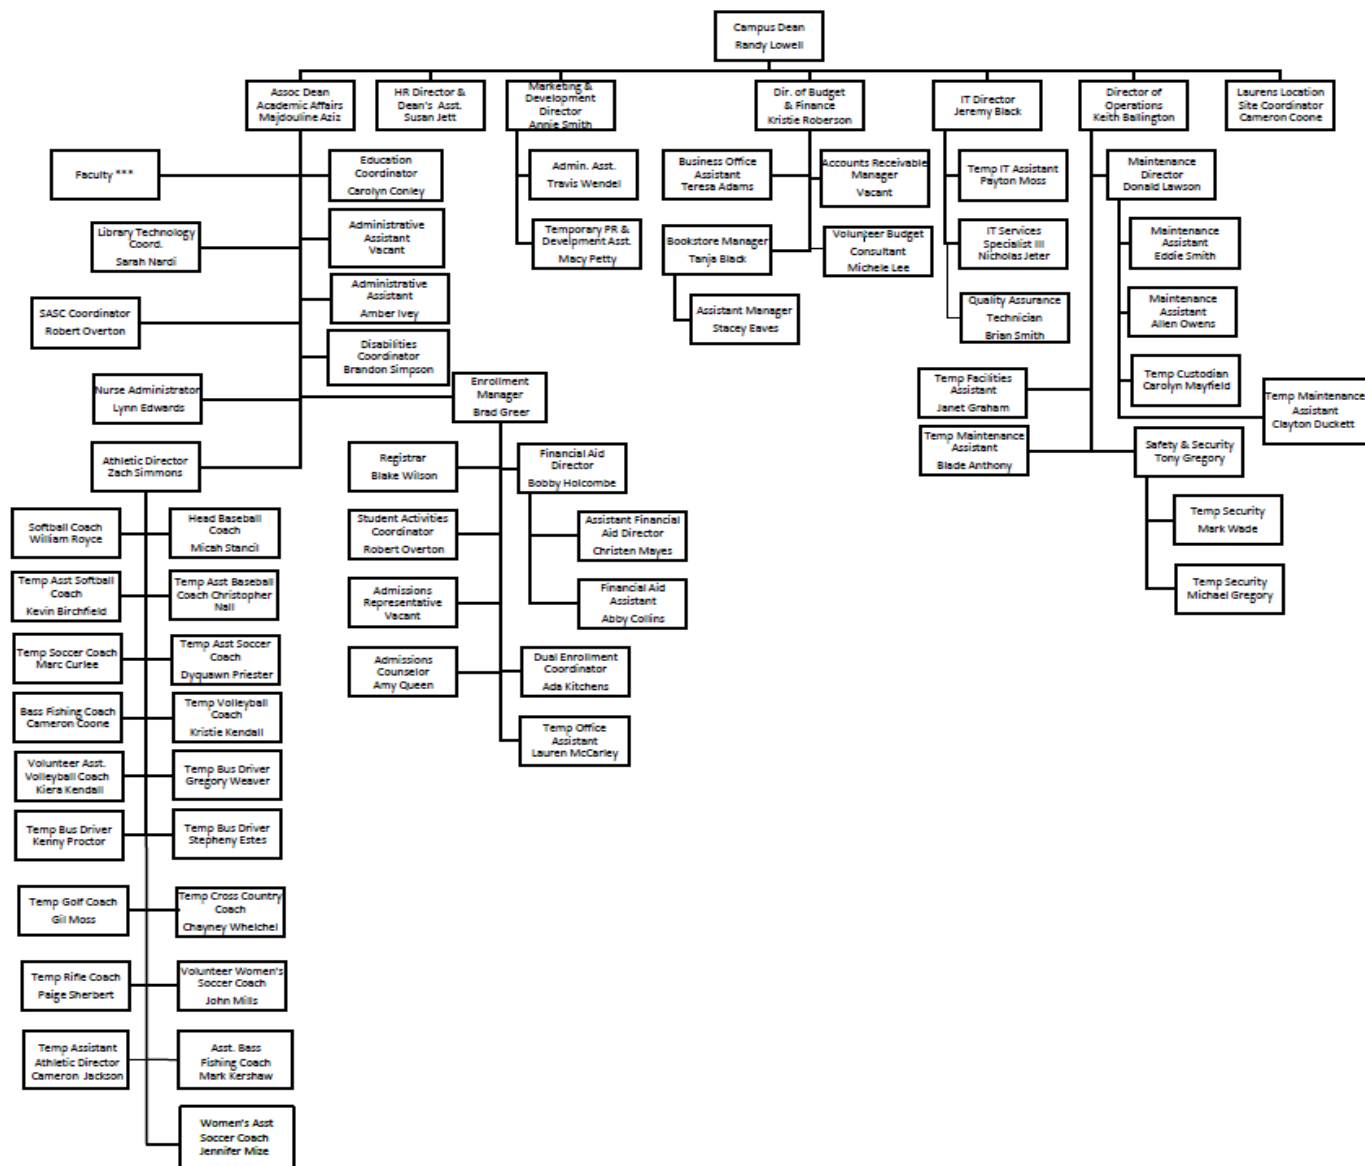 Campus Dean
Randy Lowell
Assoc Dean
Academic Affairs
Majdouline Aziz
HR Director &
Dean's Asst.
Susan Jett
Marketing &
Development
Director
Annie Smith
Dir. of Budget
& Finance
Kristie Roberson
IT Director
Jeremy Black
Director of
Operations
Keith Ballington
Laurens Location
Site Coordinator
Cameron Coone
Faculty ***
Education
Coordinator
Carolyn Conley
Library Technology
Coord.
Sarah Nardi
Administrative
Assistant
Vacant
SASC Coordinator
Robert Overton
Administrative
Assistant
Amber Ivey
Disabilities
Coordinator
Brandon Simpson
Nurse Administrator
Lynn Edwards
Enrollment
Manager
Brad Greer
Athletic Director
Zach Simmons
Admin. Asst.
Travis Wendel
Temporary PR &
Develpment Asst.
Macy Petty
Business Office
Assistant
Teresa Adams
Accounts Receivable
Manager
Vacant
Bookstore Manager
Tanja Black
Volunteer Budget
Consultant
Michele Lee
Assistant Manager
Stacey Eaves
Temp IT Assistant
Payton Moss
IT Services
Specialist III
Nicholas Jeter
Quality Assurance
Technician
Brian Smith
Maintenance
Director
Donald Lawson
Maintenance
Assistant
Eddie Smith
Maintenance
Assistant
Allen Owens
Temp Custodian
Carolyn Mayfield
Temp Maintenance
Assistant
Clayton Duckett
Temp Facilities
Assistant
Janet Graham
Temp Maintenance
Assistant
Blade Anthony
Safety & Security
Tony Gregory
Temp Security
Mark Wade
Temp Security
Michael Gregory
Registrar
Blake Wilson
Financial Aid
Director
Bobby Holcombe
Student Activities
Coordinator
Robert Overton
Assistant Financial
Aid Director
Christen Mayes
Admissions
Representative
Vacant
Financial Aid
Assistant
Abby Collins
Admissions
Counselor
Amy Queen
Dual Enrollment
Coordinator
Ada Kitchens
Temp Office
Assistant
Lauren McCarley
Softball Coach
William Royce
Head Baseball
Coach
Micah Stancil
Temp Asst Softball
Coach
Kevin Birchfield
Temp Asst Baseball
Coach Christopher
Nall
Temp Soccer Coach
Marc Curlee
Temp Asst Soccer
Coach
Dyquawn Priester
Bass Fishing Coach
Cameron Coone
Temp Volleyball
Coach
Kristie Kendall
Volunteer Asst.
Volleyball Coach
Kiera Kendall
Temp Bus Driver
Gregory Weaver
Temp Bus Driver
Kenny Proctor
Temp Bus Driver
Stepheny Estes
Temp Golf Coach
Gil Moss
Temp Cross Country
Coach
Chayney Whelchel
Temp Rifle Coach
Paige Sherbert
Volunteer Women's
Soccer Coach
John Mills
Temp Assistant
Athletic Director
Cameron Jackson
Asst. Bass
Fishing Coach
Mark Kershaw
Women's Asst
Soccer Coach
Jennifer Mize